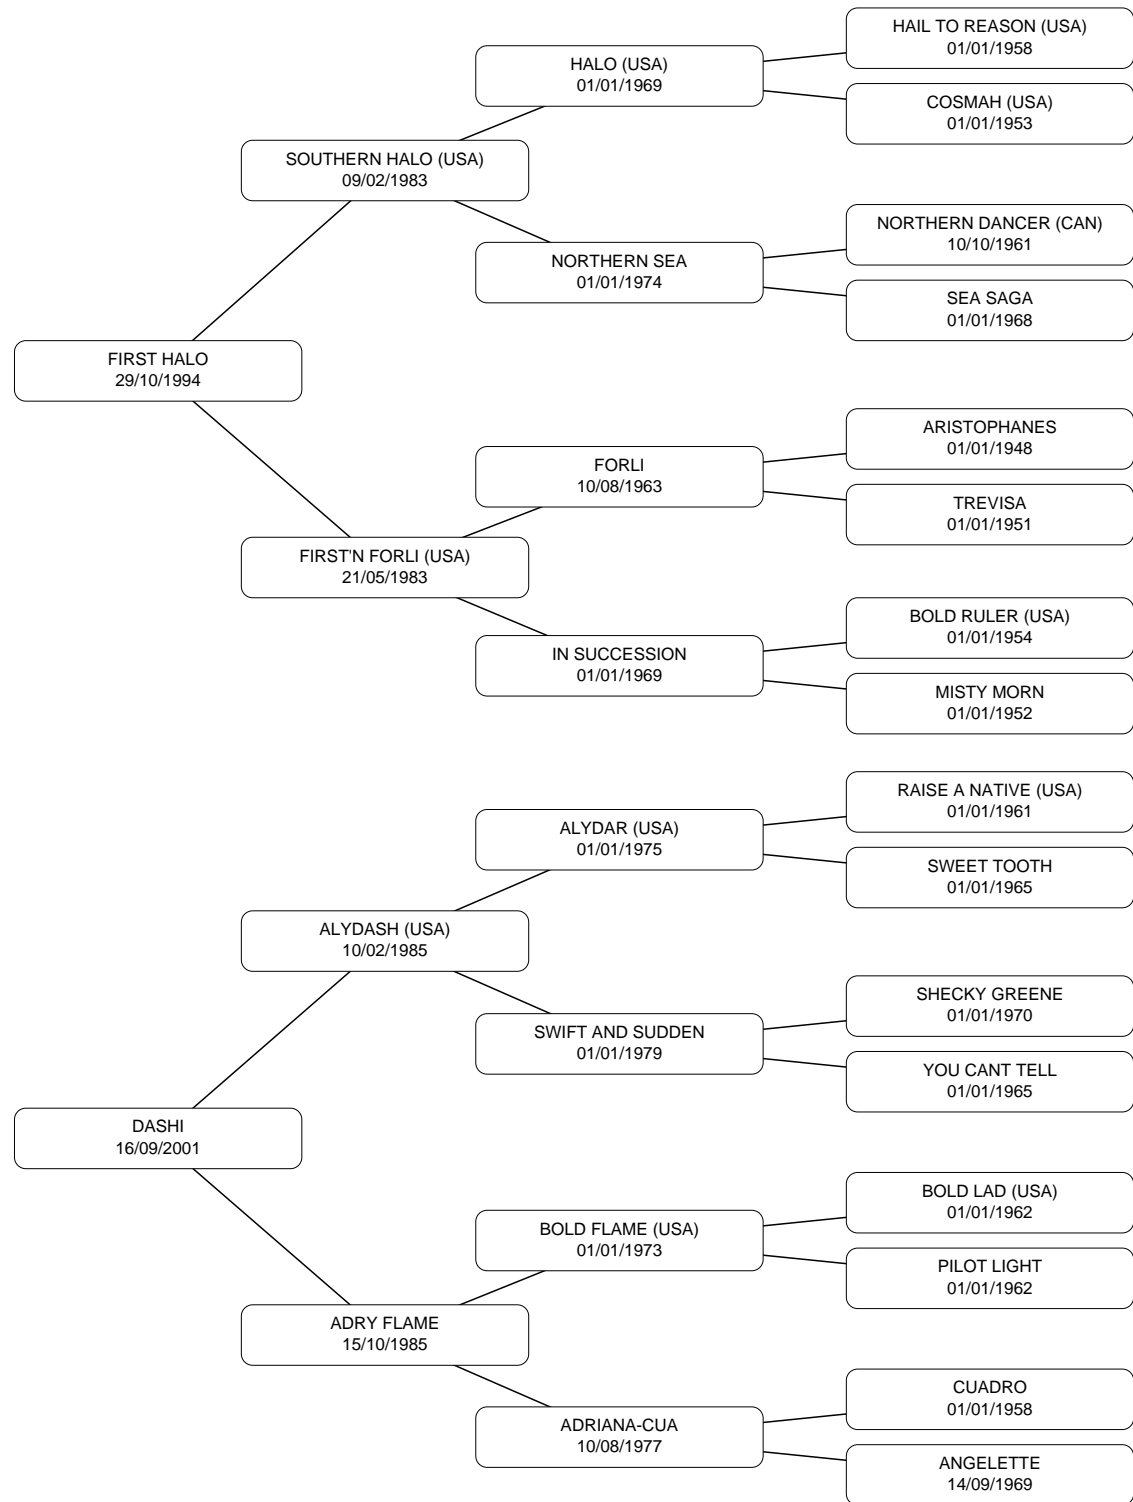 HAIL TO REASON (USA)
01/01/1958
HALO (USA)
01/01/1969
COSMAH (USA)
01/01/1953
SOUTHERN HALO (USA)
09/02/1983
NORTHERN DANCER (CAN)
10/10/1961
NORTHERN SEA
01/01/1974
SEA SAGA
01/01/1968
FIRST HALO
29/10/1994
ARISTOPHANES
01/01/1948
FORLI
10/08/1963
TREVISA
01/01/1951
FIRST'N FORLI (USA)
21/05/1983
BOLD RULER (USA)
01/01/1954
IN SUCCESSION
01/01/1969
MISTY MORN
01/01/1952
RAISE A NATIVE (USA)
01/01/1961
ALYDAR (USA)
01/01/1975
SWEET TOOTH
01/01/1965
ALYDASH (USA)
10/02/1985
SHECKY GREENE
01/01/1970
SWIFT AND SUDDEN
01/01/1979
YOU CANT TELL
01/01/1965
DASHI
16/09/2001
BOLD LAD (USA)
01/01/1962
BOLD FLAME (USA)
01/01/1973
PILOT LIGHT
01/01/1962
ADRY FLAME
15/10/1985
CUADRO
01/01/1958
ADRIANA-CUA
10/08/1977
ANGELETTE
14/09/1969